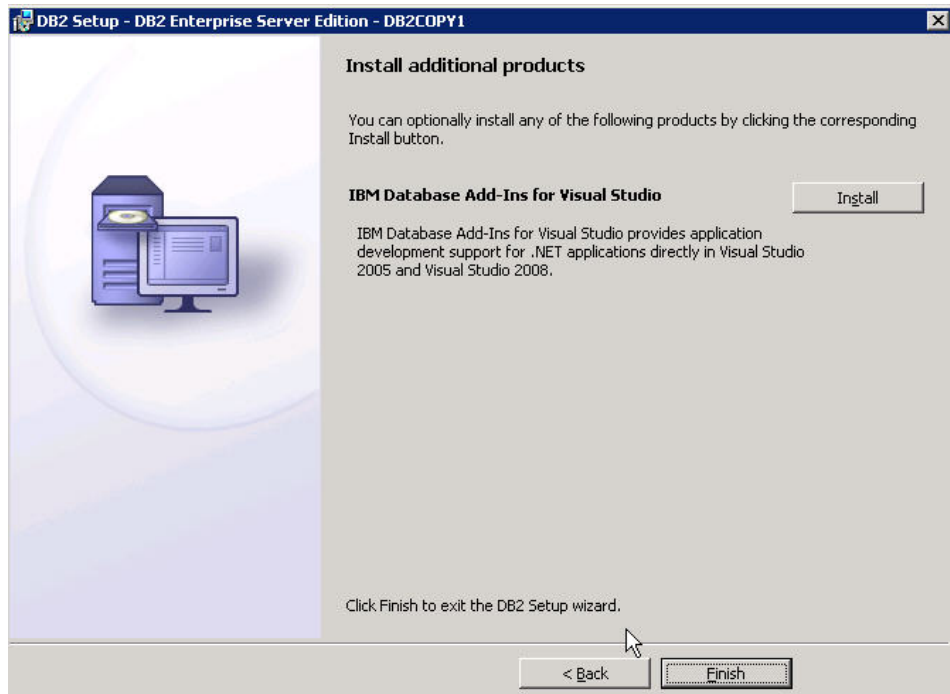 DB2 Setup - DB2 Enterprise Server Edition - DB2COPY1
Install additional products
You can optionally install any of the following products by clicking the corresponding
Install button.
IBM Database Add-Ins for Visual Studio
Install
IBM Database Add-Ins for Visual Studio provides application
development support for .NET applications directly in Visual Studio
2005 and Visual Studio 2008.
Click Finish to exit the DB2 Setup wizard.
< Back
Finish